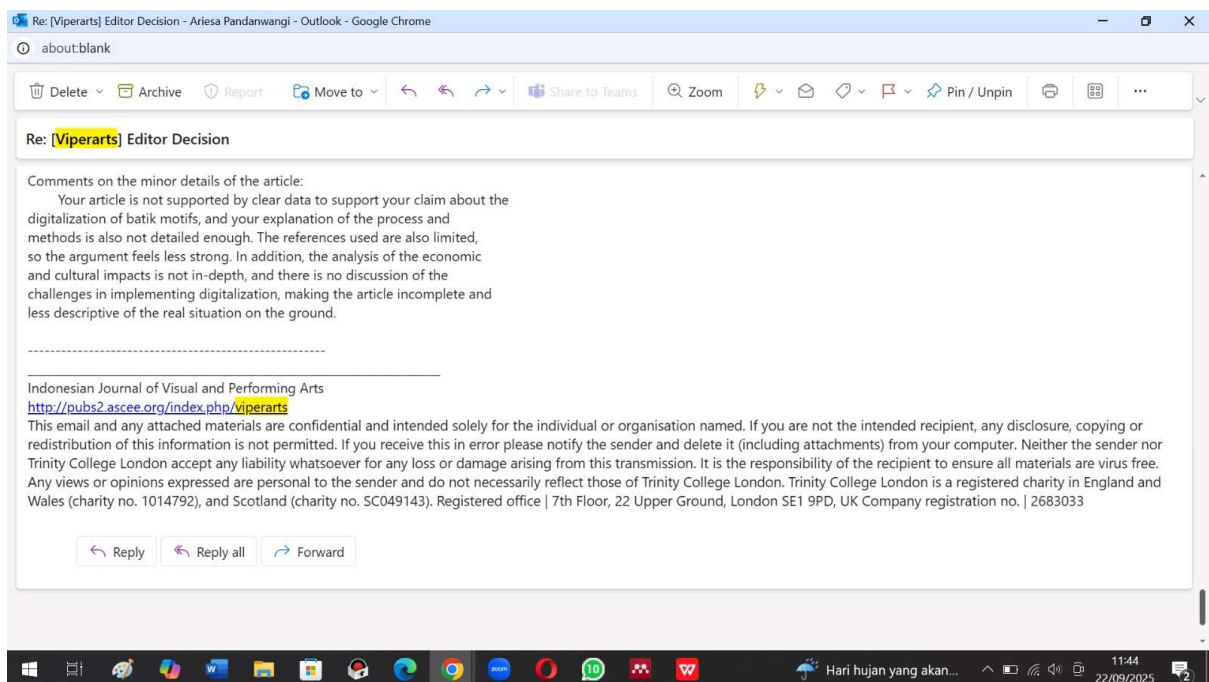 Re: [Viperarts] Editor Decision - Ariesa Pandanwangi - Outlook - Google Chrome
about:blank
Delete Archive Report Move to Share to Teams Zoom Pin / Unpin
Re: [Viperarts] Editor Decision
Comments on the minor details of the article:
Your article is not supported by clear data to support your claim about the
digitalization of batik motifs, and your explanation of the process and
methods is also not detailed enough. The references used are also limited,
so the argument feels less strong. In addition, the analysis of the economic
and cultural impacts is not in-depth, and there is no discussion of the
challenges in implementing digitalization, making the article incomplete and
less descriptive of the real situation on the ground.
------------------------------------------------------
________________________________________________________________________
Indonesian Journal of Visual and Performing Arts
http://pubs2.ascee.org/index.php/viperarts
This email and any attached materials are confidential and intended solely for the individual or organisation named. If you are not the intended recipient, any disclosure, copying or
redistribution of this information is not permitted. If you receive this in error please notify the sender and delete it (including attachments) from your computer. Neither the sender nor
Trinity College London accept any liability whatsoever for any loss or damage arising from this transmission. It is the responsibility of the recipient to ensure all materials are virus free.
Any views or opinions expressed are personal to the sender and do not necessarily reflect those of Trinity College London. Trinity College London is a registered charity in England and
Wales (charity no. 1014792), and Scotland (charity no. SC049143). Registered office | 7th Floor, 22 Upper Ground, London SE1 9PD, UK Company registration no. | 2683033
Reply Reply all Forward
zoom 10 Hari hujan yang akan... 11:44
22/09/2025 2